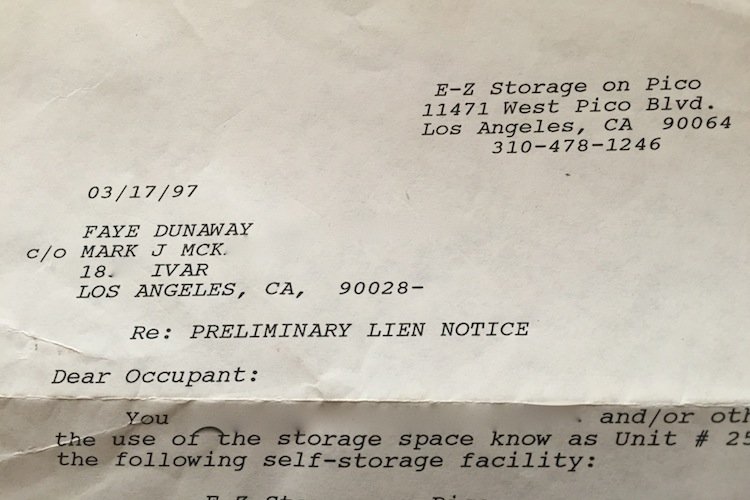 E-Z Storage on Pico
11471 West Pico Blvd.
Los Angeles, CA 90064
310-478-1246
03/17/97
FAYE DUNAWAY
c/o MARK J MCK.
18. IVAR
LOS ANGELES, CA, 90028-
Re: PRELIMINARY LIEN NOTICE
Dear Occupant:
You and/or
the use of the storage space know as Unit #
the following self-storage facility: